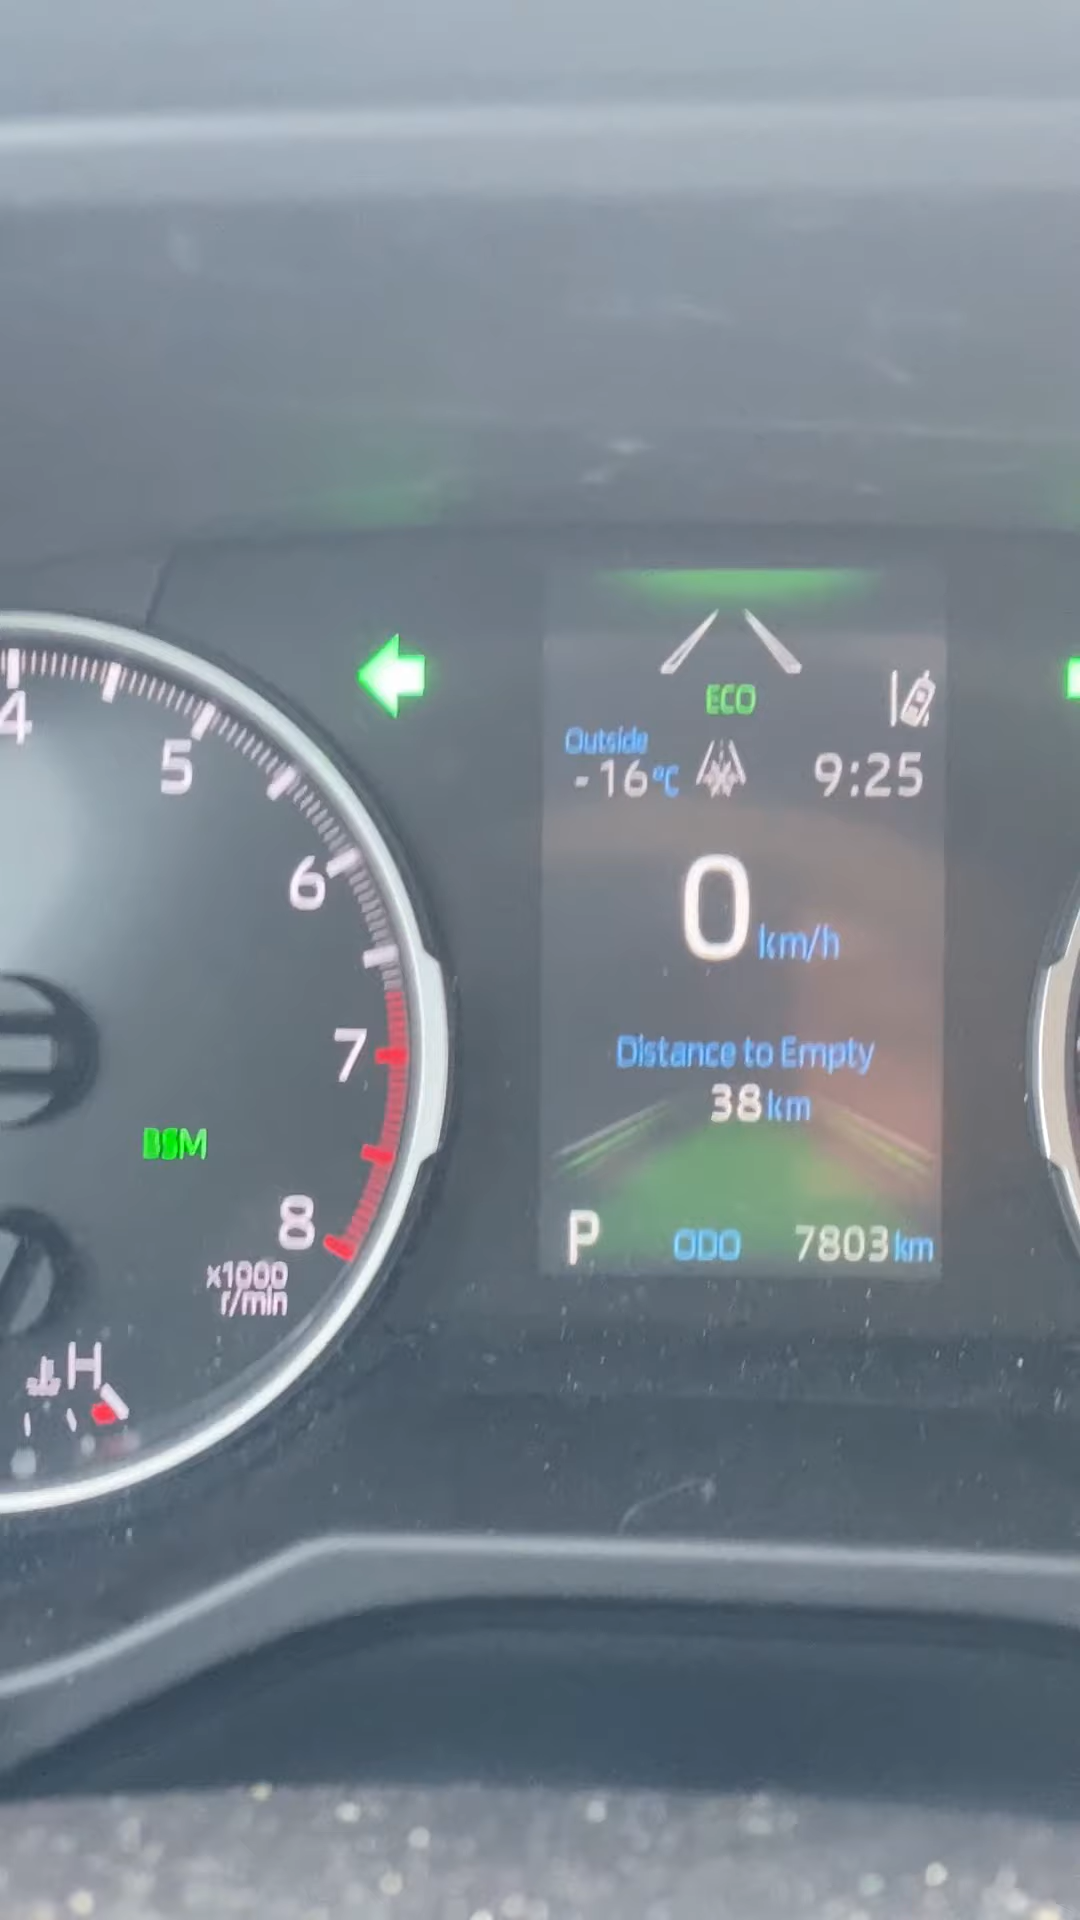 4
5
6
7
8
x1000
r/min
H
BSM
ECO
Outside
-16°C
9:25
0 km/h
Distance to Empty
38 km
P ODO 7803 km